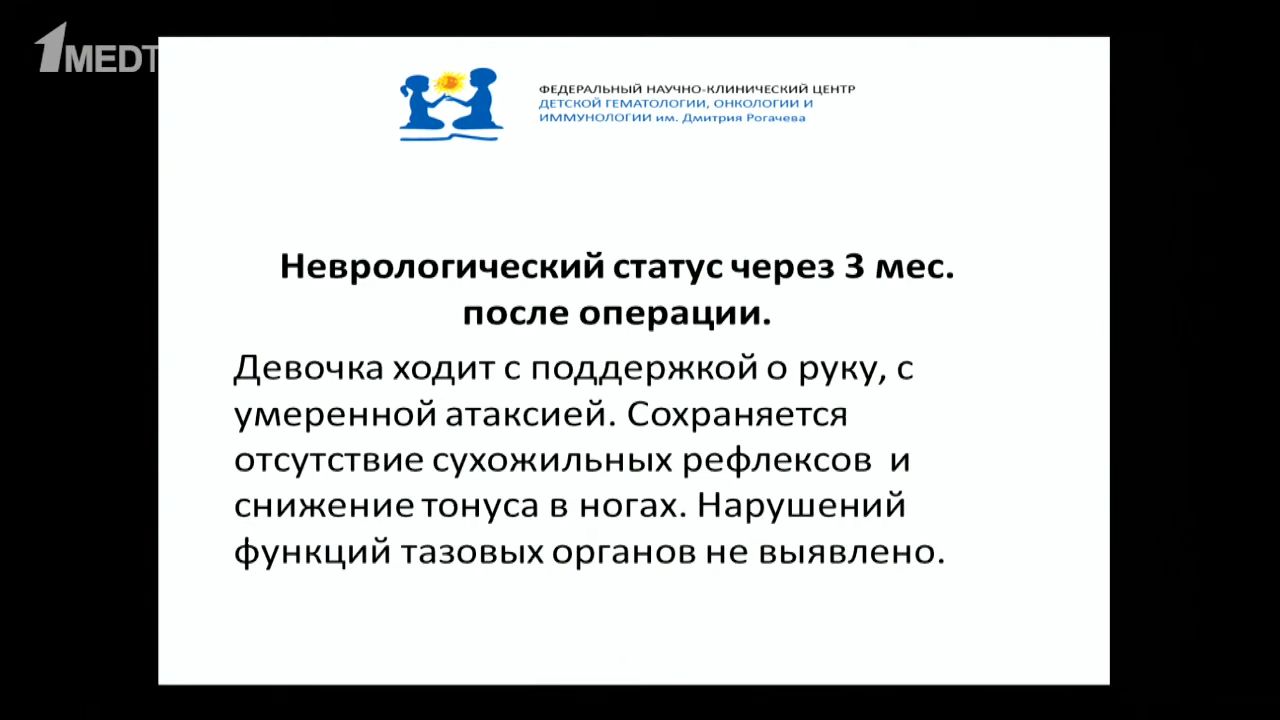 1MEDT
ФЕДЕРАЛЬНЫЙ НАУЧНО-КЛИНИЧЕСКИЙ ЦЕНТР
ДЕТСКОЙ ГЕМАТОЛОГИИ, ОНКОЛОГИИ И
ИММУНОЛОГИИ им. Дмитрия Рогачева
Неврологический статус через 3 мес.
после операции.
Девочка ходит с поддержкой о руку, с
умеренной атаксией. Сохраняется
отсутствие сухожильных рефлексов и
снижение тонуса в ногах. Нарушений
функций тазовых органов не выявлено.